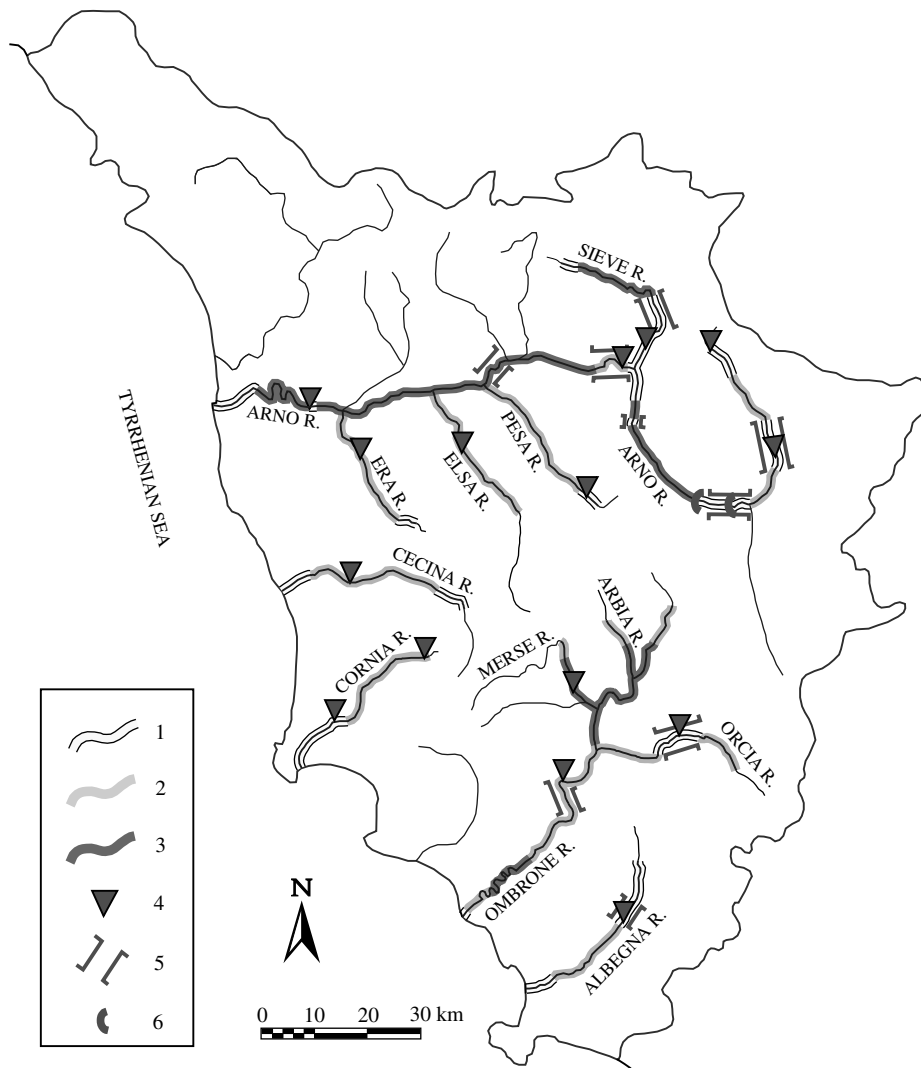 SIEVE R.
TYRRHENIAN SEA
ARNO R.
ERA R.
ELSA R.
PESA R.
ARNO R.
CECINA R.
ARBIA R.
MERSE R.
CORNIA R.
ORCIA R.
OMBRONE R.
ALBEGNA R.
1
2
3
4
5
6
N
0 10 20 30 km